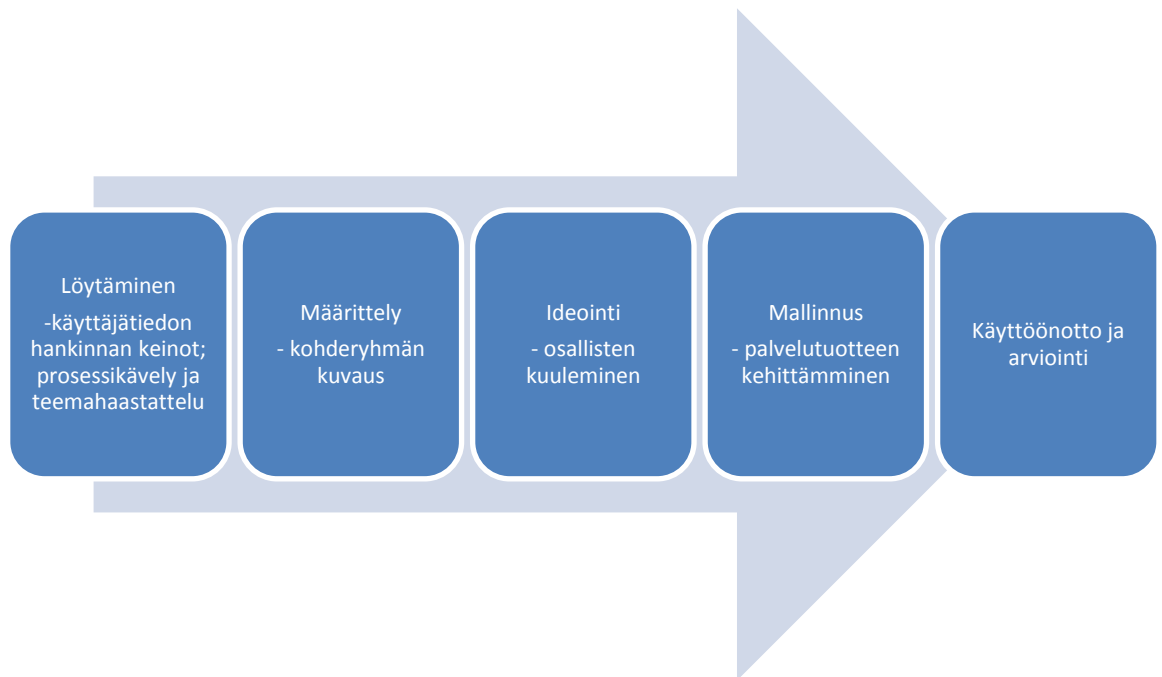 Löytäminen
-käyttäjätiedon
hankinnan keinot;
prosessikävely ja
teemahaastattelu
Määrittely
- kohderyhmän
kuvaus
Ideointi
- osallisten
kuuleminen
Mallinnus
- palvelutuotteen
kehittämminen
Käyttöönotto ja
arviointi